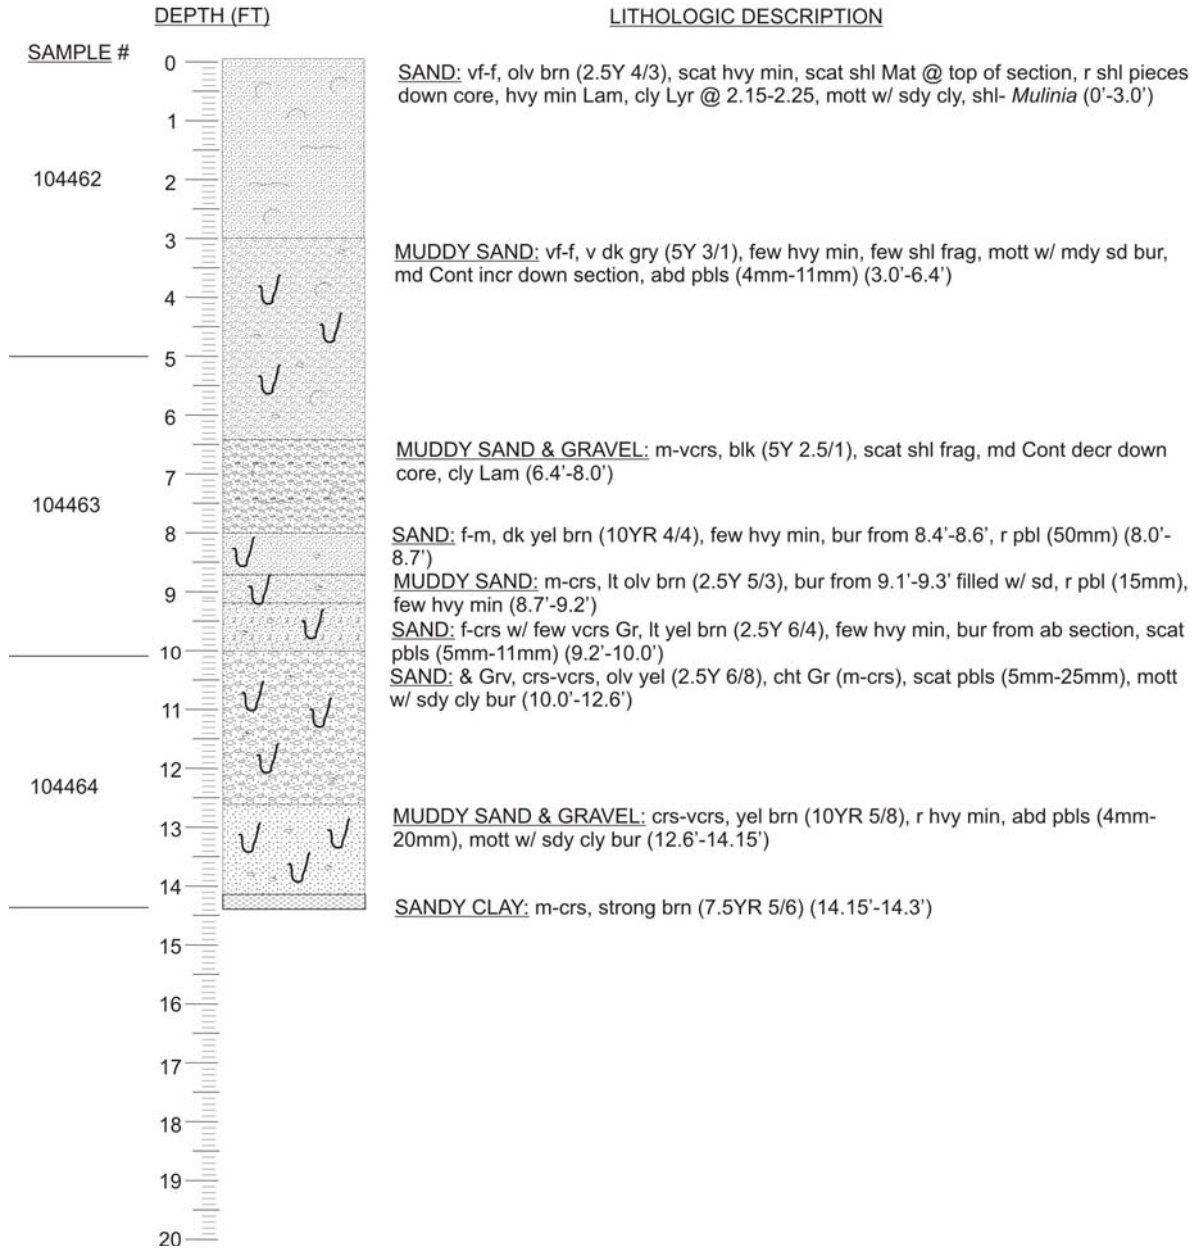 DEPTH (FT)
LITHOLOGIC DESCRIPTION
SAMPLE #
0
SAND: vf-f, olv brn (2.5Y 4/3), scat hvy min, scat shl Mat @ top of section, r shl pieces
down core, hvy min Lam, cly Lyr @ 2.15-2.25, mott w/ sdy cly, shl- Mulinia (0'-3.0')
1
104462
2
3
MUDDY SAND: vf-f, v dk gry (5Y 3/1), few hvy min, few shl frag, mott w/ mdy sd bur,
md Cont incr down section, abd pbls (4mm-11mm) (3.0'-6.4')
4
5
6
MUDDY SAND & GRAVEL: m-vcrs, blk (5Y 2.5/1), scat shl frag, md Cont decr down
core, cly Lam (6.4'-8.0')
7
104463
8
SAND: f-m, dk yel brn (10YR 4/4), few hvy min, bur from 8.4'-8.6', r pbl (50mm) (8.0'-
8.7')
MUDDY SAND: m-crs, lt olv brn (2.5Y 5/3), bur from 9.1'-9.3' filled w/ sd, r pbl (15mm),
few hvy min (8.7'-9.2')
9
SAND: f-crs w/ few vcrs Gr, lt yel brn (2.5Y 6/4), few hvy min, bur from ab section, scat
pbls (5mm-11mm) (9.2'-10.0')
10
SAND: & Grv, crs-vcrs, olv yel (2.5Y 6/8), cht Gr (m-crs), scat pbls (5mm-25mm), mott
w/ sdy cly bur (10.0'-12.6')
11
12
104464
13
MUDDY SAND & GRAVEL: crs-vcrs, yel brn (10YR 5/8), r hvy min, abd pbls (4mm-
20mm), mott w/ sdy cly bur (12.6'-14.15')
14
SANDY CLAY: m-crs, strong brn (7.5YR 5/6) (14.15'-14.3')
15
16
17
18
19
20